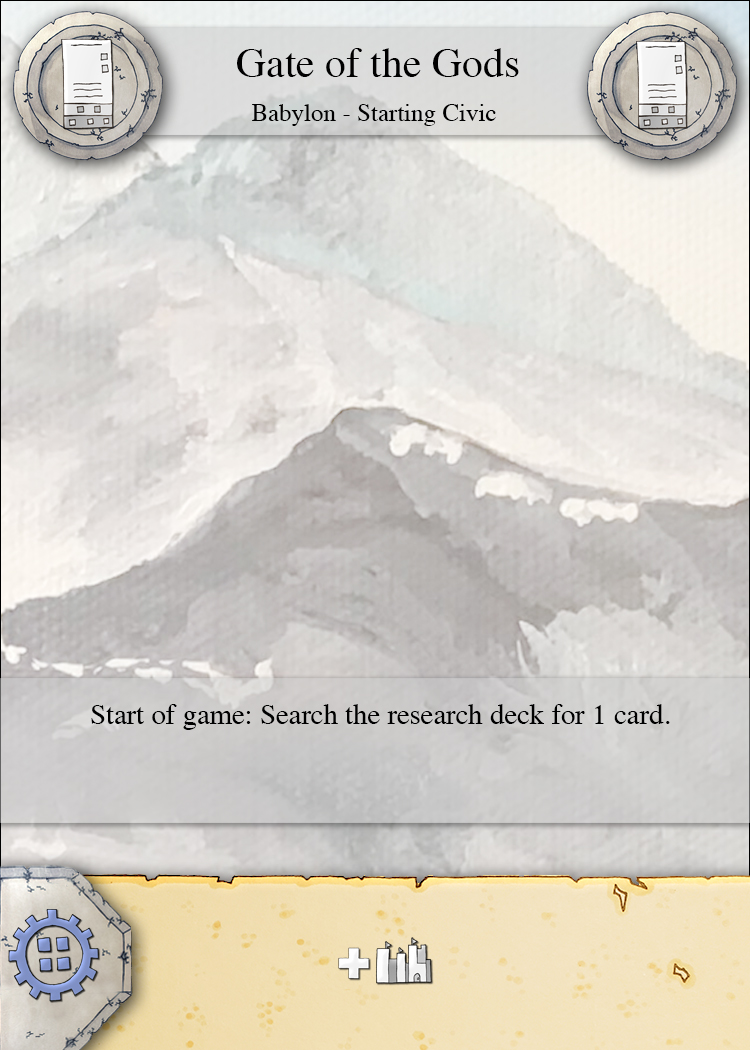 Gate of the Gods
Babylon - Starting Civic
Start of game: Search the research deck for 1 card.